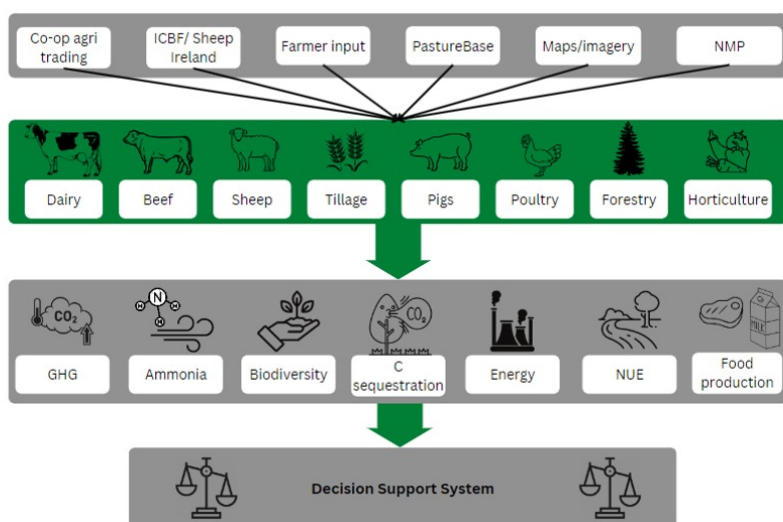 Co-op agri
trading
ICBF/ Sheep
Ireland
Farmer input
PastureBase
Maps/imagery
NMP
Dairy
Beef
Sheep
Tillage
Pigs
Poultry
Forestry
Horticulture
CO₂
N
H
H
H
CO₂
MILK
GHG
Ammonia
Biodiversity
C
sequestration
Energy
NUE
Food
production
Decision Support System